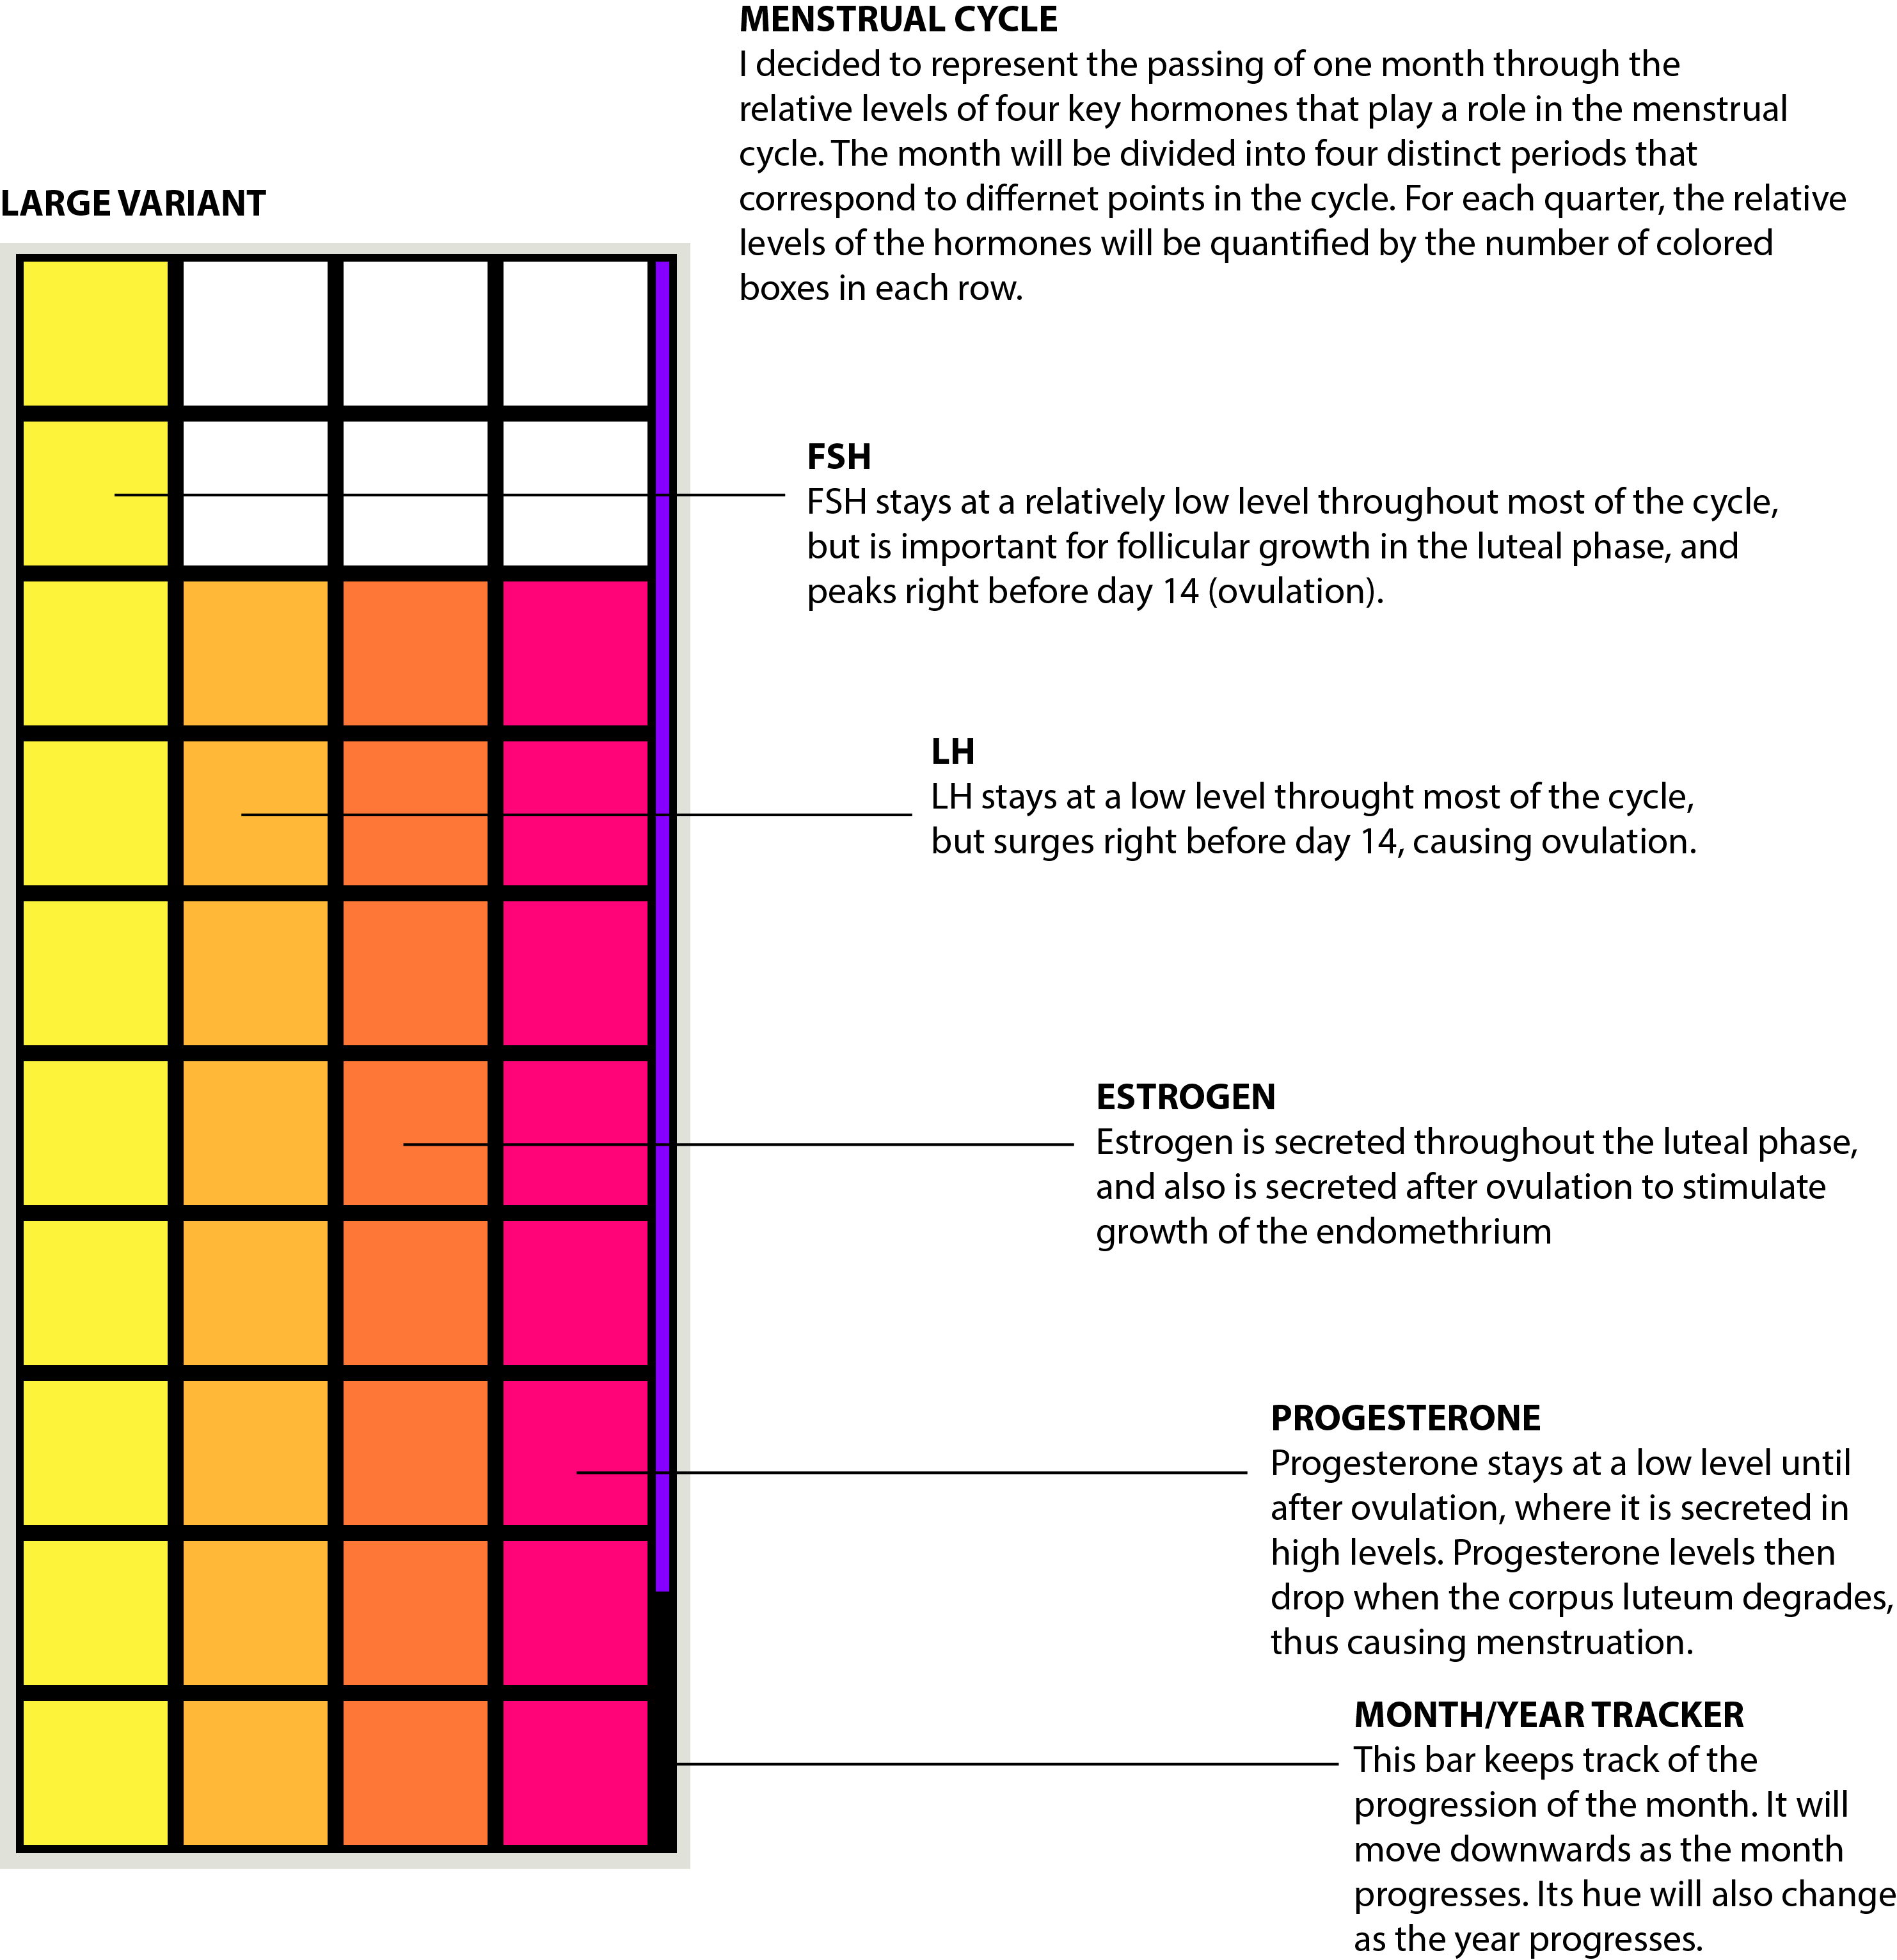 MENSTRUAL CYCLE
I decided to represent the passing of one month through the
relative levels of four key hormones that play a role in the menstrual
cycle. The month will be divided into four distinct periods that
correspond to differnet points in the cycle. For each quarter, the relative
levels of the hormones will be quantified by the number of colored
boxes in each row.
LARGE VARIANT
FSH
FSH stays at a relatively low level throughout most of the cycle,
but is important for follicular growth in the luteal phase, and
peaks right before day 14 (ovulation).
LH
LH stays at a low level throught most of the cycle,
but surges right before day 14, causing ovulation.
ESTROGEN
Estrogen is secreted throughout the luteal phase,
and also is secreted after ovulation to stimulate
growth of the endomethrium
PROGESTERONE
Progesterone stays at a low level until
after ovulation, where it is secreted in
high levels. Progesterone levels then
drop when the corpus luteum degrades,
thus causing menstruation.
MONTH/YEAR TRACKER
This bar keeps track of the
progression of the month. It will
move downwards as the month
progresses. Its hue will also change
as the year progresses.